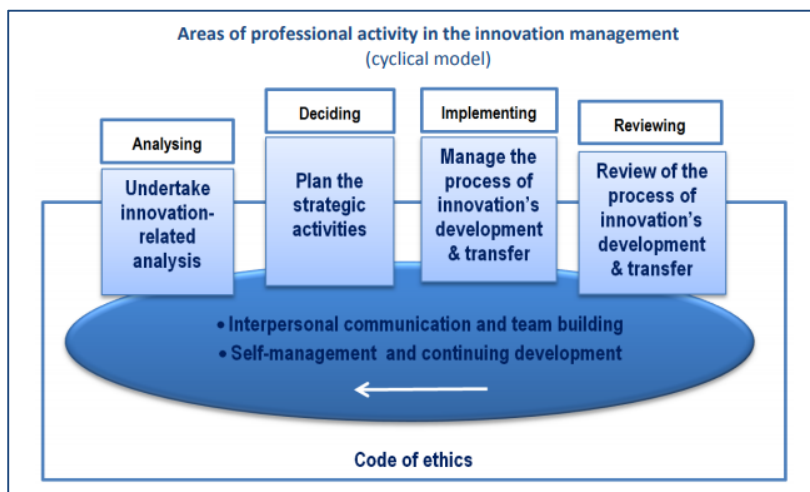 Areas of professional activity in the innovation management
(cyclical model)
Analysing
Undertake
innovation-
related
analysis
Deciding
Plan the
strategic
activities
Implementing
Manage the
process of
innovation's
development
& transfer
Reviewing
Review of the
process of
innovation's
development
& transfer
• Interpersonal communication and team building
• Self-management and continuing development
Code of ethics